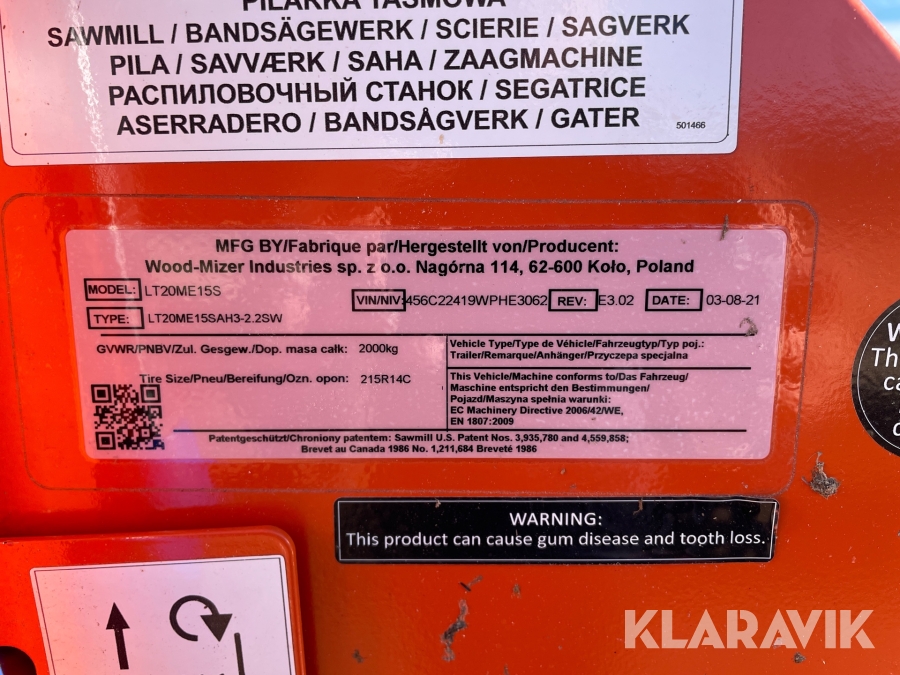 PILARKA TAŚMOWA
SAWMILL / BANDSÄGEWERK / SCIERIE / SAGVERK
PILA / SAVVÆRK / SAHA / ZAAGMACHINE
РАСПИЛОВОЧНЫЙ СТАНОК / SEGATRICE
ASERRADERO / BANDSÅGVERK / GATER
501466
MFG BY/Fabrique par/Hergestellt von/Producent:
Wood-Mizer Industries sp. z o.o. Nagórna 114, 62-600 Koło, Poland
MODEL: LT20ME15S
VIN/NIV: 456C22419WPHE3062 REV: E3.02 DATE: 03-08-21
TYPE: LT20ME15SAH3-2.2SW
GVWR/PNBV/Zul. Gesgew./Dop. masa całk: 2000kg
Tire Size/Pneu/Bereifung/Ozn. opon: 215R14C
Vehicle Type/Type de Véhicle/Fahrzeugtyp/Typ poj.:
Trailer/Remarque/Anhänger/Przyczepa specjalna
This Vehicle/Machine conforms to/Das Fahrzeug/
Maschine entspricht den Bestimmungen/
Pojazd/Maszyna spełnia warunki:
EC Machinery Directive 2006/42/WE,
EN 1807:2009
Patentgeschützt/Chroniony patentem: Sawmill U.S. Patent Nos. 3,935,780 and 4,559,858;
Brevet au Canada 1986 No. 1,211,684 Breveté 1986
WARNING:
This product can cause gum disease and tooth loss.
KLARAVIK